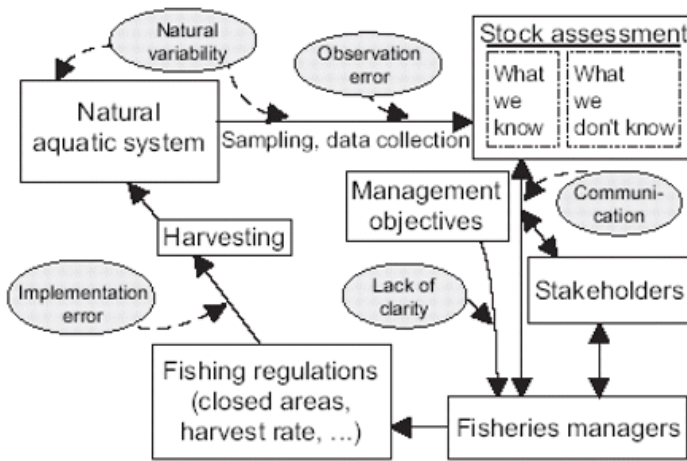 Natural
variability
Observation
error
Stock assessment
What
we
know
What
we
don't know
Natural
aquatic system
Sampling, data collection
Management
objectives
Communi-
cation
Harvesting
Implementation
error
Lack of
clarity
Stakeholders
Fishing regulations
(closed areas,
harvest rate, ...)
Fisheries managers